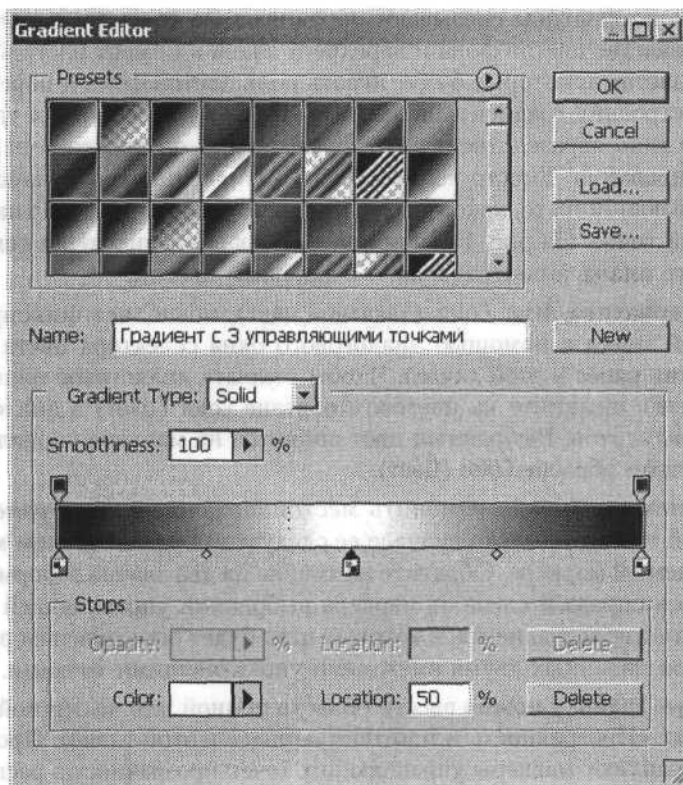 Gradient Editor
Presets
OK
Cancel
Load...
Save...
Name: Градиент с 3 управляющими точками
New
Gradient Type: Solid
Smoothness: 100 %
Stops
Opacity: % Location: % Delete
Color: Location: 50 % Delete